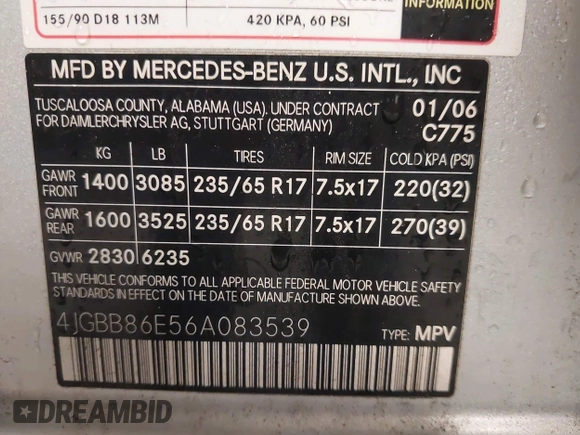 155/90 D18 113M 420 KPA, 60 PSI
INFORMATION
MFD BY MERCEDES-BENZ U.S. INTL., INC
TUSCALOOSA COUNTY, ALABAMA (USA). UNDER CONTRACT 01/06
FOR DAIMLERCHRYSLER AG, STUTTGART (GERMANY) C775
KG LB TIRES RIM SIZE COLD KPA (PSI)
GAWR FRONT 1400 3085 235/65 R17 7.5x17 220(32)
GAWR REAR 1600 3525 235/65 R17 7.5x17 270(39)
GVWR 2830 6235
THIS VEHICLE CONFORMS TO ALL APPLICABLE FEDERAL MOTOR VEHICLE SAFETY
STANDARDS IN EFFECT ON THE DATE OF MANUFACTURE SHOWN ABOVE.
4JGBB86E56A083539 TYPE: MPV
DREAMBID